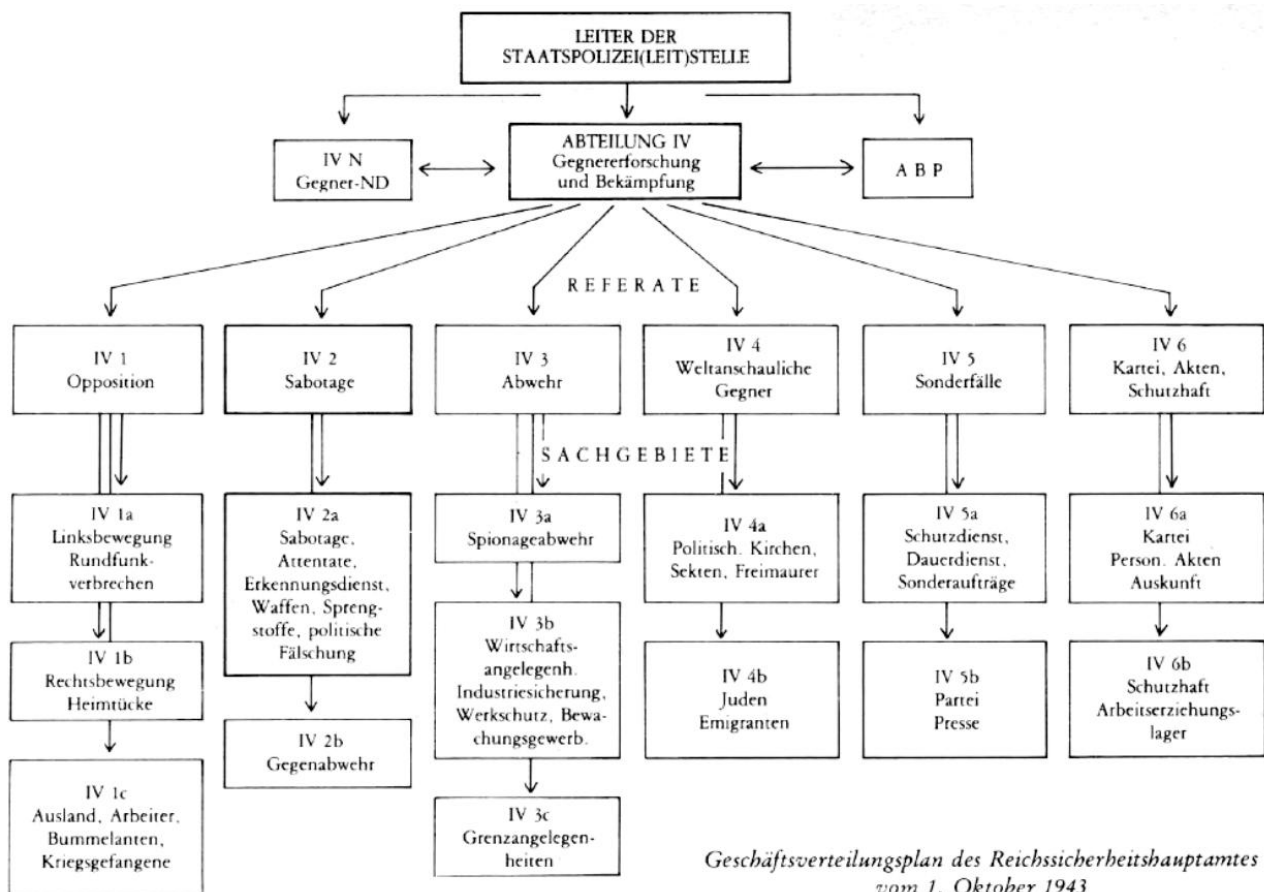 LEITER DER
STAATSPOLIZEI(LEIT)STELLE
IV N
Gegner-ND
ABTEILUNG IV
Gegnererforschung
und Bekämpfung
A B P
REFERATE
IV 1
Opposition
IV 2
Sabotage
IV 3
Abwehr
IV 4
Weltanschauliche
Gegner
IV 5
Sonderfälle
IV 6
Kartei, Akten,
Schutzhaft
SACHGEBIETE
IV 1a
Linksbewegung
Rundfunk-
verbrechen
IV 1b
Rechtsbewegung
Heimtücke
IV 1c
Ausland, Arbeiter,
Bummelanten,
Kriegsgefangene
IV 2a
Sabotage,
Attentate,
Erkennungsdienst,
Waffen, Spreng-
stoffe, politische
Fälschung
IV 2b
Gegenabwehr
IV 3a
Spionageabwehr
IV 3b
Wirtschafts-
angelegenh.
Industriesicherung,
Werkschutz, Bewa-
chungsgewerb.
IV 3c
Grenzangelegen-
heiten
IV 4a
Politisch. Kirchen,
Sekten, Freimaurer
IV 4b
Juden
Emigranten
IV 5a
Schutzdienst,
Dauerdienst,
Sonderaufträge
IV 5b
Partei
Presse
IV 6a
Kartei
Person. Akten
Auskunft
IV 6b
Schutzhaft
Arbeitserziehungs-
lager
Geschäftsverteilungsplan des Reichssicherheitshauptamtes
vom 1. Oktober 1943